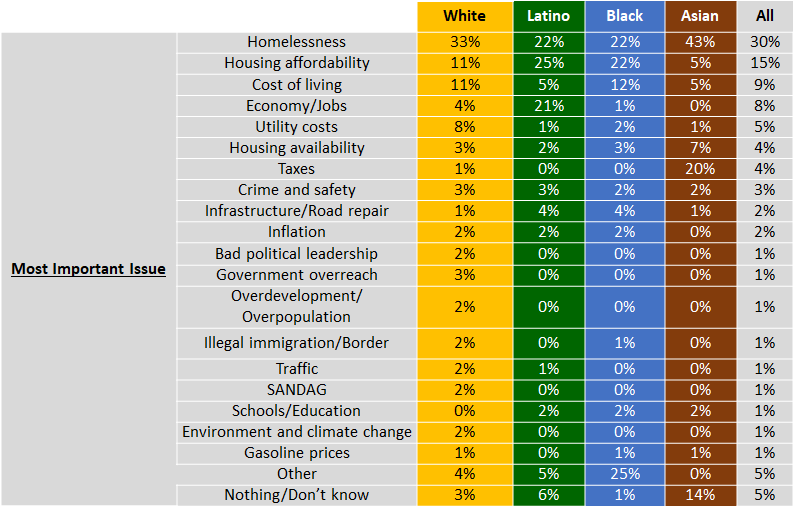 White Latino Black Asian All
Homelessness 33% 22% 22% 43% 30%
Housing affordability 11% 25% 22% 5% 15%
Cost of living 11% 5% 12% 5% 9%
Economy/Jobs 4% 21% 1% 0% 8%
Utility costs 8% 1% 2% 1% 5%
Housing availability 3% 2% 3% 7% 4%
Taxes 1% 0% 0% 20% 4%
Crime and safety 3% 3% 2% 2% 3%
Infrastructure/Road repair 1% 4% 4% 1% 2%
Inflation 2% 2% 2% 0% 2%
Bad political leadership 2% 0% 0% 0% 1%
Most Important Issue
Government overreach 3% 0% 0% 0% 1%
Overdevelopment/
Overpopulation 2% 0% 0% 0% 1%
Illegal immigration/Border 2% 0% 1% 0% 1%
Traffic 2% 1% 0% 0% 1%
SANDAG 2% 0% 0% 0% 1%
Schools/Education 0% 2% 2% 2% 1%
Environment and climate change 2% 0% 0% 0% 1%
Gasoline prices 1% 0% 1% 1% 1%
Other 4% 5% 25% 0% 5%
Nothing/Don’t know 3% 6% 1% 14% 5%